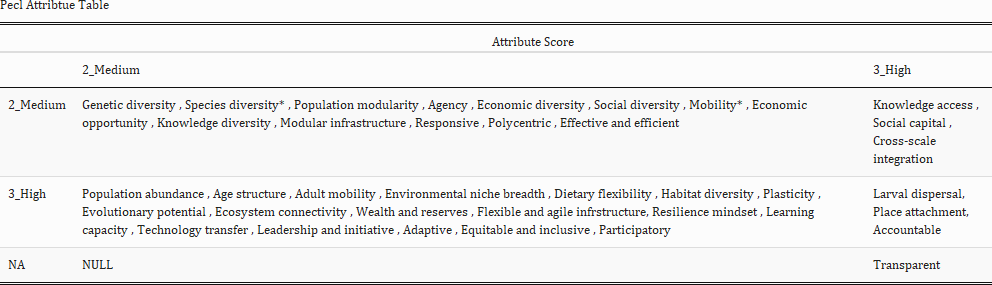 Pecl Attribtue Table
Attribute Score
2_Medium 3_High
2_Medium Genetic diversity , Species diversity* , Population modularity , Agency , Economic diversity , Social diversity , Mobility* , Economic
opportunity , Knowledge diversity , Modular infrastructure , Responsive , Polycentric , Effective and efficient
Knowledge access ,
Social capital ,
Cross-scale
integration
3_High Population abundance , Age structure , Adult mobility , Environmental niche breadth , Dietary flexibility , Habitat diversity , Plasticity ,
Evolutionary potential , Ecosystem connectivity , Wealth and reserves , Flexible and agile infrstructure, Resilience mindset , Learning
capacity , Technology transfer , Leadership and initiative , Adaptive , Equitable and inclusive , Participatory
Larval dispersal,
Place attachment,
Accountable
NA NULL Transparent